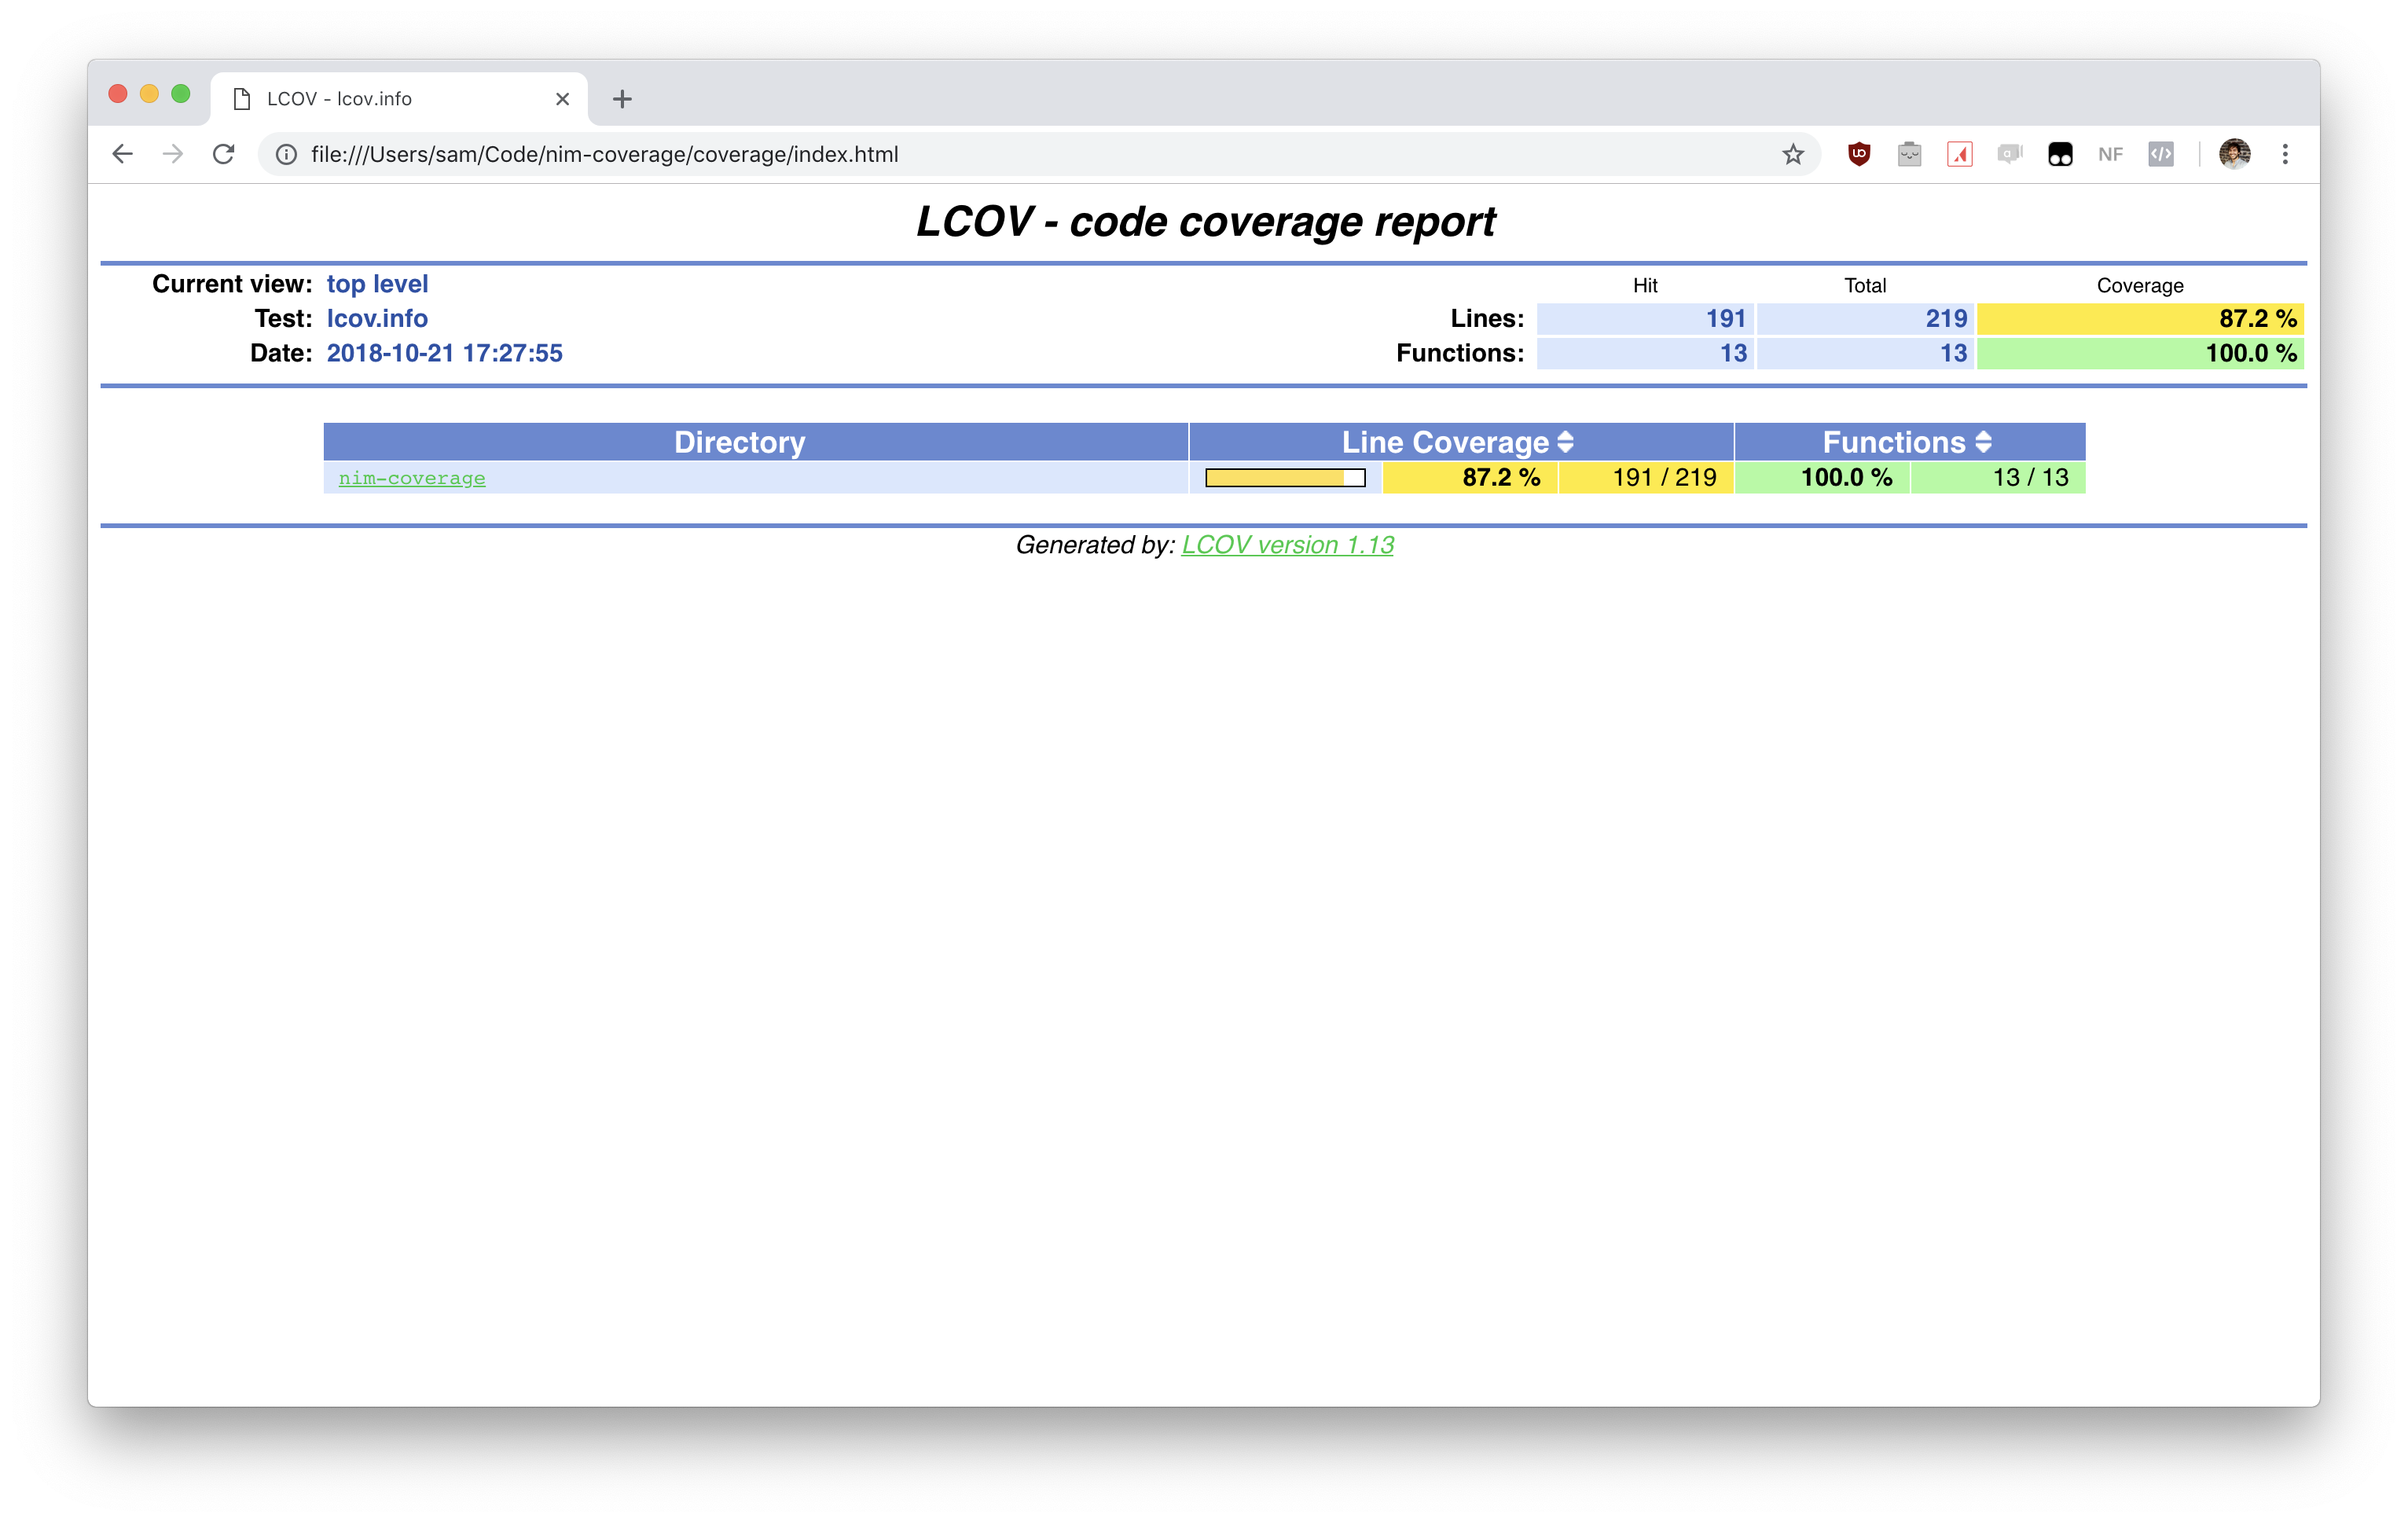 LCOV - lcov.info
file:///Users/sam/Code/nim-coverage/coverage/index.html
NF
LCOV - code coverage report
Current view: top level
Hit Total Coverage
Test: lcov.info
Lines: 191 219 87.2 %
Date: 2018-10-21 17:27:55
Functions: 13 13 100.0 %
Directory Line Coverage Functions
nim-coverage 87.2 % 191 / 219 100.0 % 13 / 13
Generated by: LCOV version 1.13